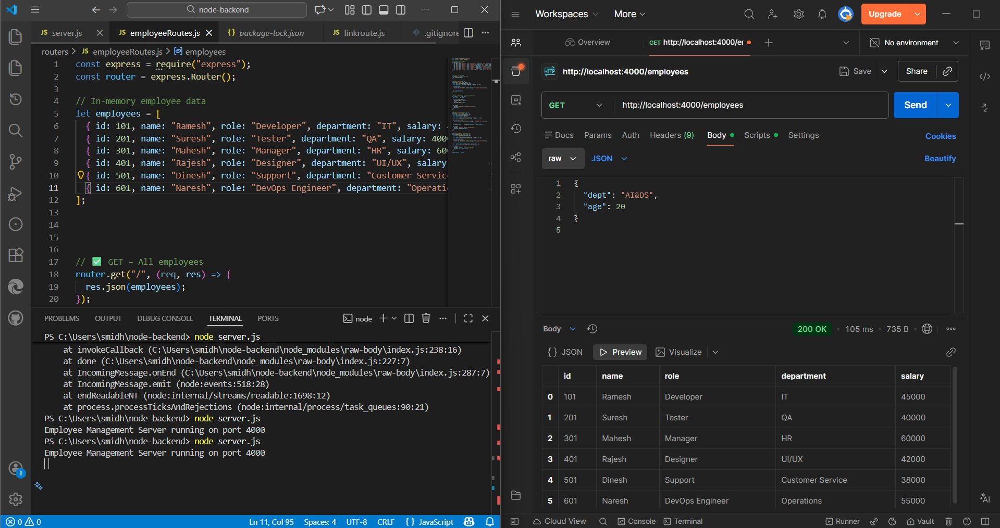 node-backend
server.js
employeeRoutes.js
package-lock.json
linkroute.js
.gitignore
routers > JS employeeRoutes.js > employees
1 const express = require("express");
2 const router = express.Router();
3
4 // In-memory employee data
5 let employees = [
6 { id: 101, name: "Ramesh", role: "Developer", department: "IT", salary:
7 { id: 201, name: "Suresh", role: "Tester", department: "QA", salary: 4000
8 { id: 301, name: "Mahesh", role: "Manager", department: "HR", salary: 600
9 { id: 401, name: "Rajesh", role: "Designer", department: "UI/UX", salary
10 { id: 501, name: "Dinesh", role: "Support", department: "Customer Servic
11 { id: 601, name: "Naresh", role: "DevOps Engineer", department: "Operati
12 ];
13
14
15
16
17 // ✅ GET – All employees
18 router.get("/", (req, res) => {
19 res.json(employees);
20 });
PROBLEMS OUTPUT DEBUG CONSOLE TERMINAL PORTS
node
PS C:\Users\smidh\node-backend> node server.js
at invokeCallback (C:\Users\smidh\node-backend\node_modules\raw-body\index.js:238:16)
at done (C:\Users\smidh\node-backend\node_modules\raw-body\index.js:227:7)
at IncomingMessage.onEnd (C:\Users\smidh\node-backend\node_modules\raw-body\index.js:287:7)
at IncomingMessage.emit (node:events:518:28)
at endReadableNT (node:internal/streams/readable:1698:12)
at process.processTicksAndRejections (node:internal/process/task_queues:90:21)
PS C:\Users\smidh\node-backend> node server.js
Employee Management Server running on port 4000
PS C:\Users\smidh\node-backend> node server.js
Employee Management Server running on port 4000
1
0 0 Ln 11, Col 95 Spaces: 4 UTF-8 CRLF {} JavaScript
Workspaces More Upgrade
Overview
GET http://localhost:4000/em
No environment
HTTP http://localhost:4000/employees
Save Share
GET http://localhost:4000/employees
Send
Docs Params Auth Headers (9) Body Scripts Settings
Cookies
raw JSON
Beautify
1 {
2 "dept": "AI&DS",
3 "age": 20
4 }
5
Body 200 OK 105 ms 735 B
{} JSON Preview Visualize
id name role department salary
0 101 Ramesh Developer IT 45000
1 201 Suresh Tester QA 40000
2 301 Mahesh Manager HR 60000
3 401 Rajesh Designer UI/UX 42000
4 501 Dinesh Support Customer Service 38000
5 601 Naresh DevOps Engineer Operations 55000
AI
Cloud View Console Terminal Runner Vault